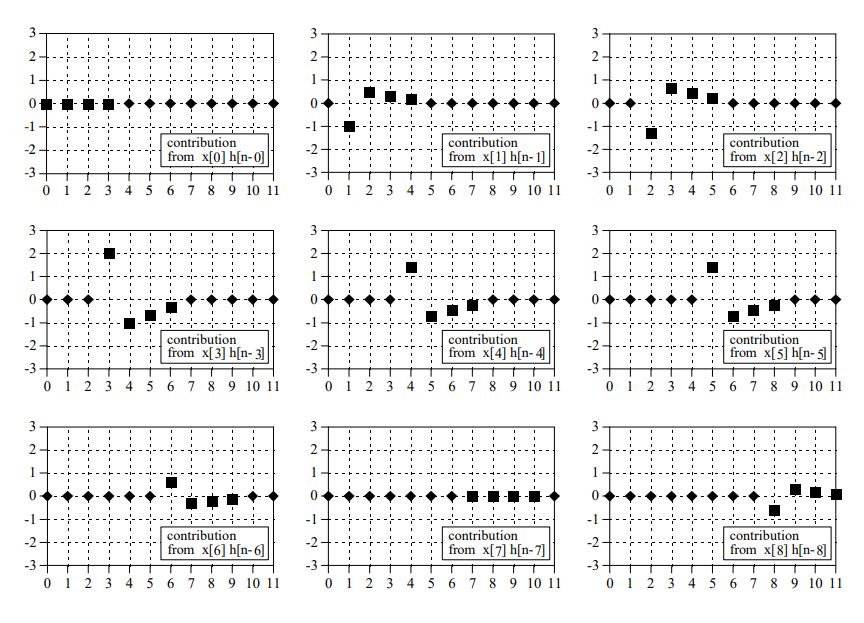 3 3 3
2 2 2
1 1 1
0 0 0
-1 -1 -1
contribution contribution contribution
-2 from x[0] h[n-0] -2 from x[1] h[n-1] -2 from x[2] h[n-2]
-3 -3 -3
0 1 2 3 4 5 6 7 8 9 10 11 0 1 2 3 4 5 6 7 8 9 10 11 0 1 2 3 4 5 6 7 8 9 10 11
3 3 3
2 2 2
1 1 1
0 0 0
-1 -1 -1
contribution contribution contribution
-2 from x[3] h[n-3] -2 from x[4] h[n-4] -2 from x[5] h[n-5]
-3 -3 -3
0 1 2 3 4 5 6 7 8 9 10 11 0 1 2 3 4 5 6 7 8 9 10 11 0 1 2 3 4 5 6 7 8 9 10 11
3 3 3
2 2 2
1 1 1
0 0 0
-1 -1 -1
contribution contribution contribution
-2 from x[6] h[n-6] -2 from x[7] h[n-7] -2 from x[8] h[n-8]
-3 -3 -3
0 1 2 3 4 5 6 7 8 9 10 11 0 1 2 3 4 5 6 7 8 9 10 11 0 1 2 3 4 5 6 7 8 9 10 11